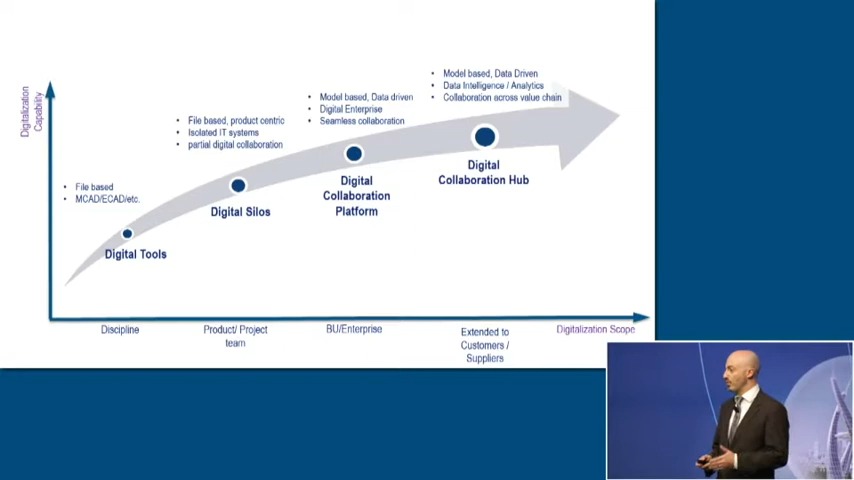 Digitalization
Capability
• File based
• MCAD/ECAD/etc.
Digital Tools
• File based, product centric
• Isolated IT systems
• partial digital collaboration
Digital Silos
• Model based, Data driven
• Digital Enterprise
• Seamless collaboration
Digital
Collaboration
Platform
• Model based, Data Driven
• Data Intelligence / Analytics
• Collaboration across value chain
Digital
Collaboration Hub
Discipline
Product/ Project
team
BU/Enterprise
Extended to
Customers /
Suppliers
Digitalization Scope